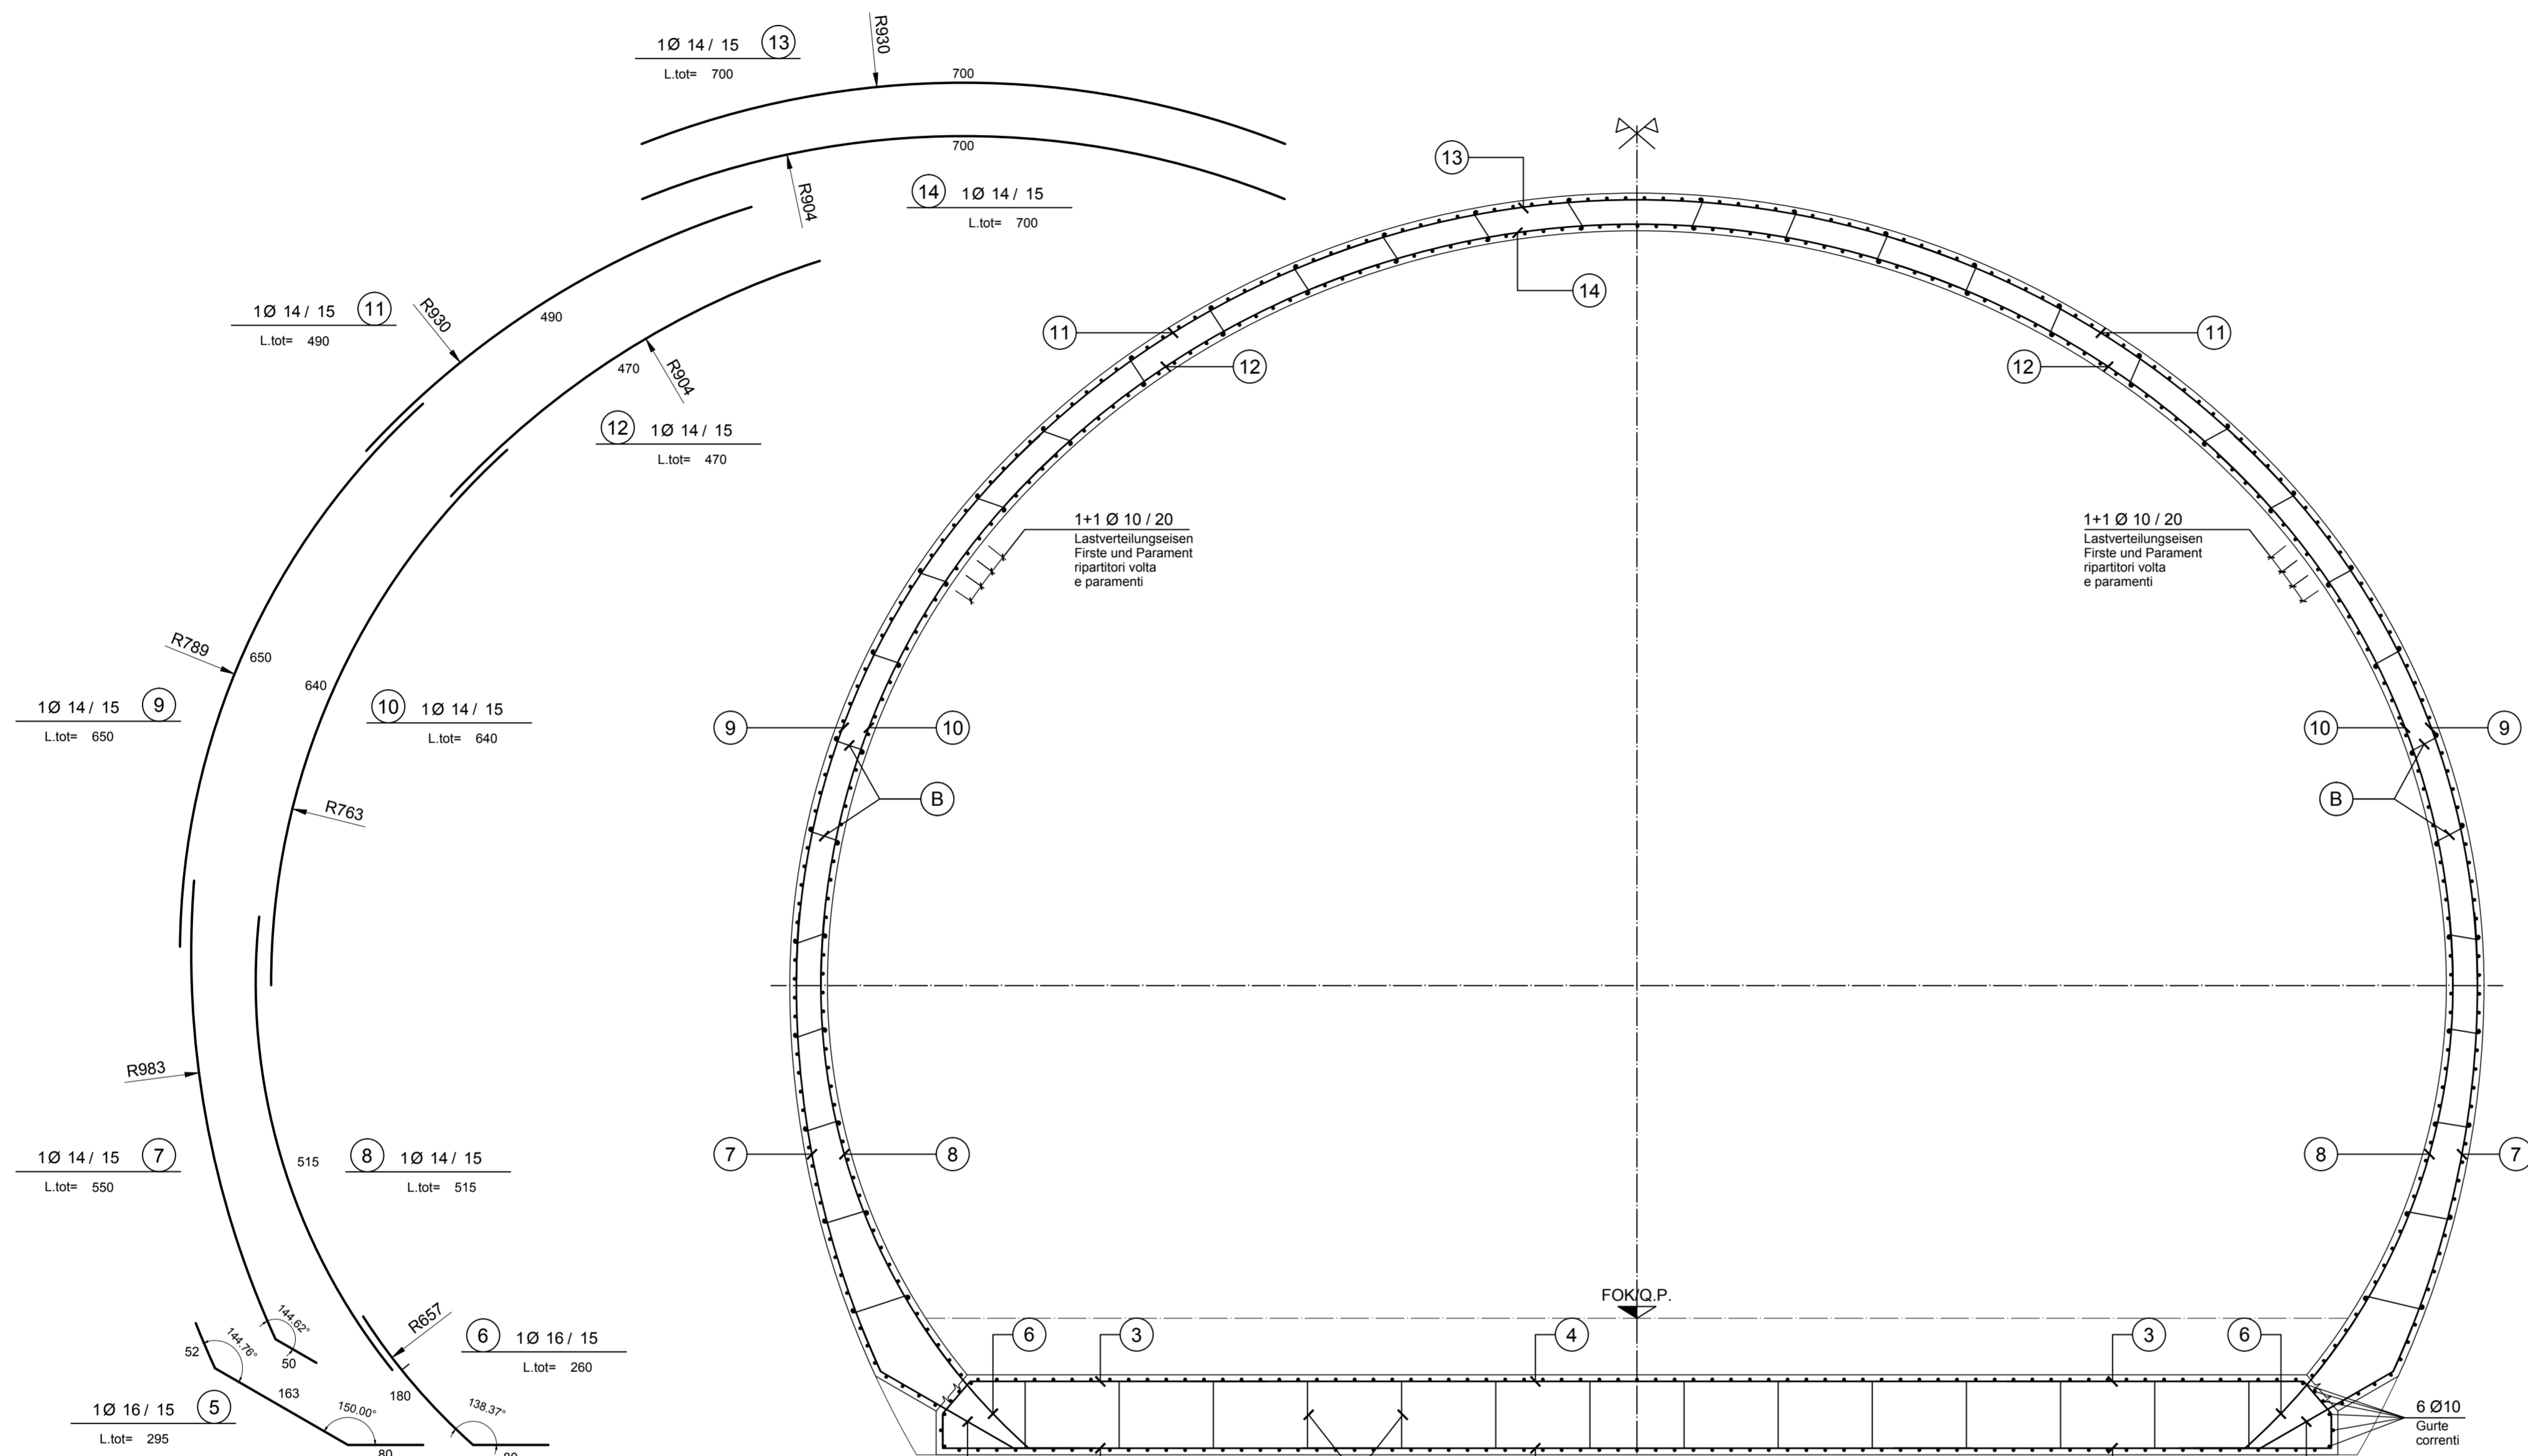 1Ø 14 / 15 13
L.tot= 700
R930
700
700
R904
14 1Ø 14 / 15
L.tot= 700
13
14
1Ø 14 / 15 11
L.tot= 490
R930
490
470
R904
12 1Ø 14 / 15
L.tot= 470
11
12
11
12
1+1 Ø 10 / 20
Lastverteilungseisen
Firste und Parament
ripartitori volta
e paramenti
1+1 Ø 10 / 20
Lastverteilungseisen
Firste und Parament
ripartitori volta
e paramenti
R789
650
640
1Ø 14 / 15 9
L.tot= 650
10 1Ø 14 / 15
L.tot= 640
9
10
10
9
R763
B
B
R983
1Ø 14 / 15 7
L.tot= 550
515
8 1Ø 14 / 15
L.tot= 515
7
8
8
7
FOK/Q.P.
R657
144.62°
144.76°
52
50
6 1Ø 16 / 15
L.tot= 260
6
3
4
3
6
163
180
150.00°
138.37°
1Ø 16 / 15 5
L.tot= 295
80
80
6 Ø10
Gurte
correnti